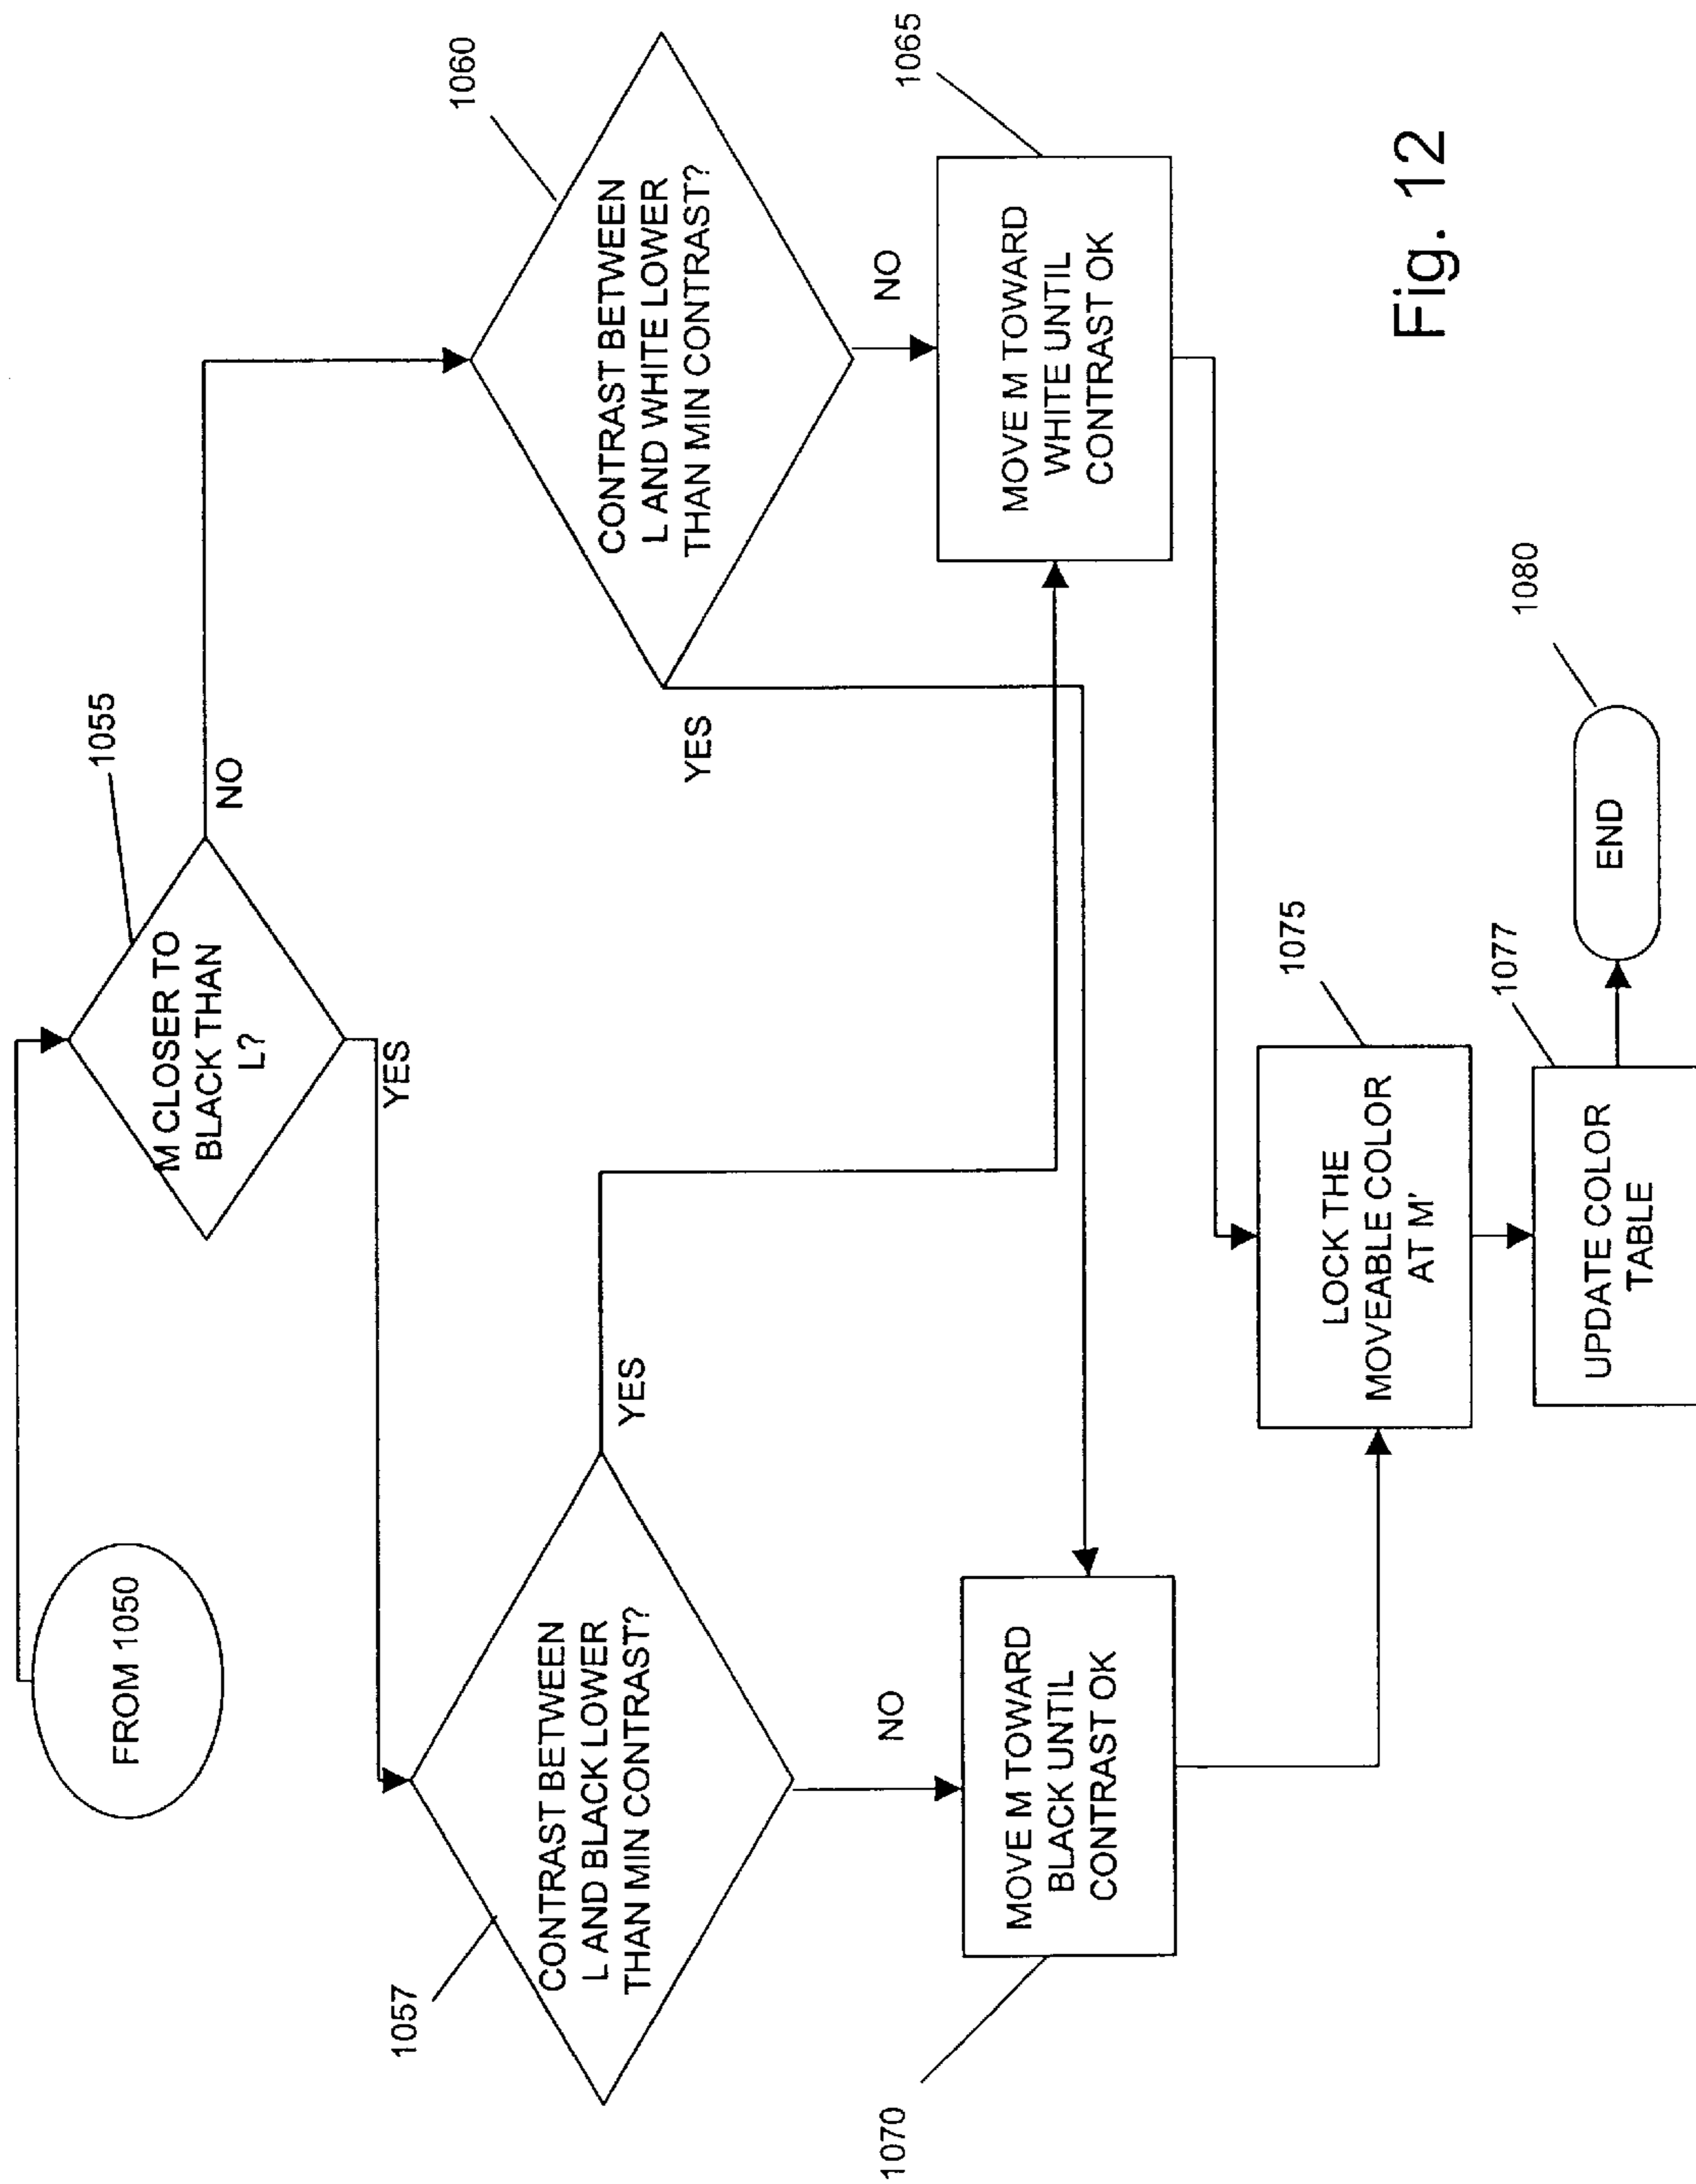 FROM 1050
1055
M CLOSER TO
BLACK THAN
L?
NO
YES
1057
CONTRAST BETWEEN
L AND BLACK LOWER
THAN MIN CONTRAST?
YES
NO
1060
CONTRAST BETWEEN
L AND WHITE LOWER
THAN MIN CONTRAST?
YES
NO
1070
MOVE M TOWARD
BLACK UNTIL
CONTRAST OK
1065
MOVE M TOWARD
WHITE UNTIL
CONTRAST OK
1075
LOCK THE
MOVEABLE COLOR
AT M'
1077
UPDATE COLOR
TABLE
1080
END
Fig. 12